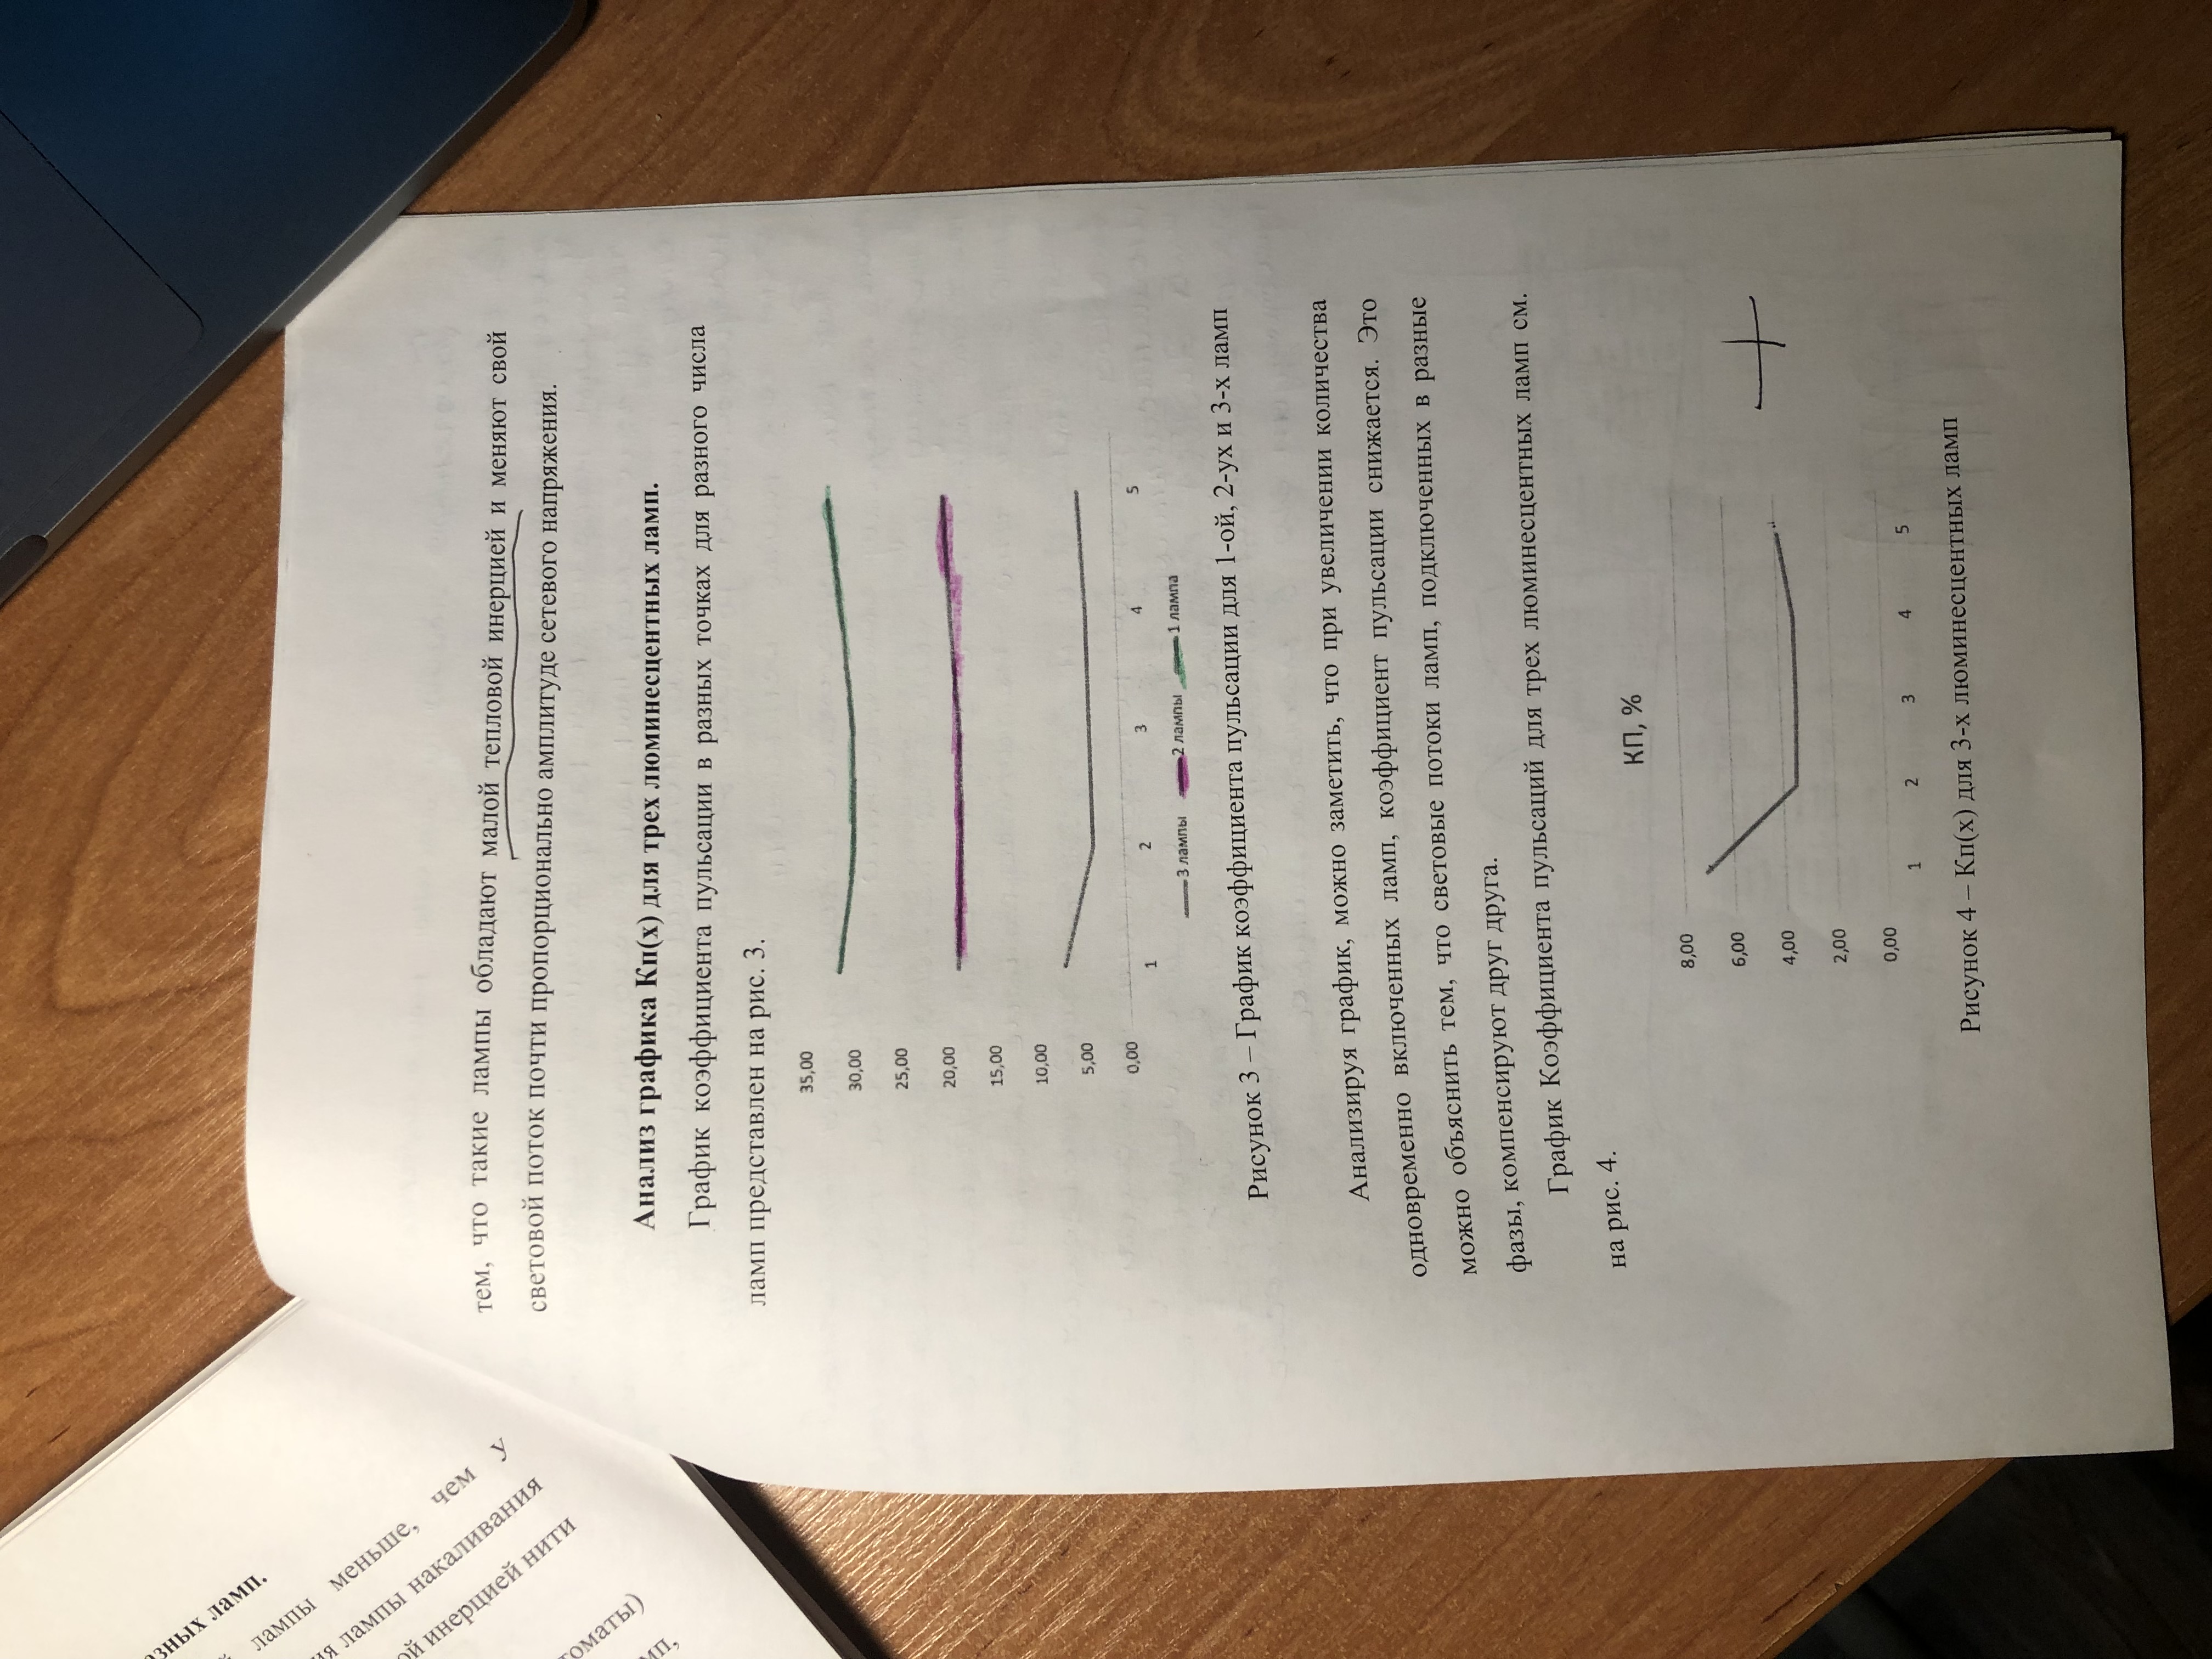 азных ламп.
лампы меньше, чем у
ия лампы накаливания
ой инерцией нити
томаты)
мп,
тем, что такие лампы обладают малой тепловой инерцией и меняют свой
световой поток почти пропорционально амплитуде сетевого напряжения.
Анализ графика Кп(х) для трех люминесцентных ламп.
График коэффициента пульсации в разных точках для разного числа
ламп представлен на рис. 3.
35,00
30,00
25,00
20,00
15,00
10,00
5,00
0,00
1 2 3 4 5
3 лампы 2 лампы 1 лампа
Рисунок 3 – График коэффициента пульсации для 1-ой, 2-ух и 3-х ламп
Анализируя график, можно заметить, что при увеличении количества
одновременно включенных ламп, коэффициент пульсации снижается. Это
можно объяснить тем, что световые потоки ламп, подключенных в разные
фазы, компенсируют друг друга.
График Коэффициента пульсаций для трех люминесцентных ламп см.
на рис. 4.
КП, %
8,00
6,00
4,00
2,00
0,00
1 2 3 4 5
+
Рисунок 4 – Кп(х) для 3-х люминесцентных ламп